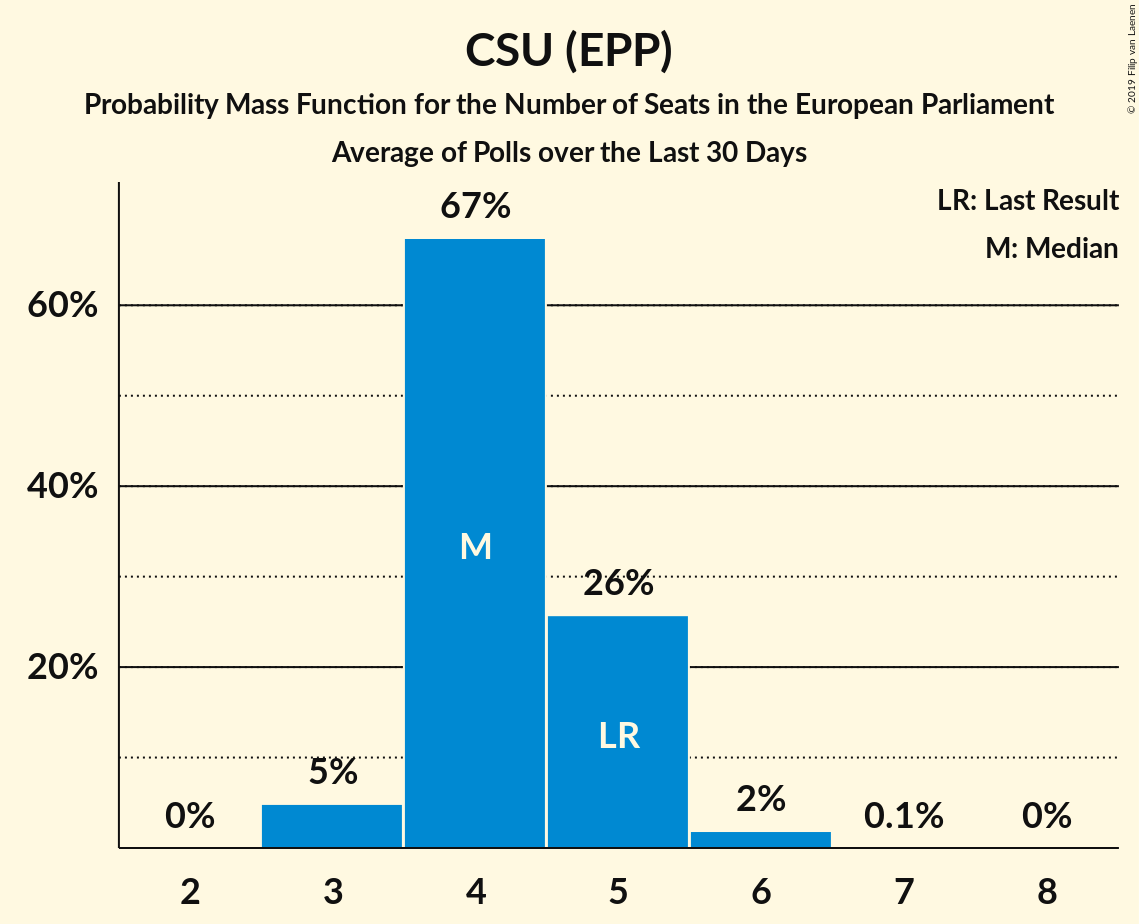 CSU (EPP)
Probability Mass Function for the Number of Seats in the European Parliament
Average of Polls over the Last 30 Days
© 2019 Filip van Laenen
LR: Last Result
M: Median
67%
60%
40%
20%
M
26%
LR
5%
0%
2%
0.1%
0%
2 3 4 5 6 7 8